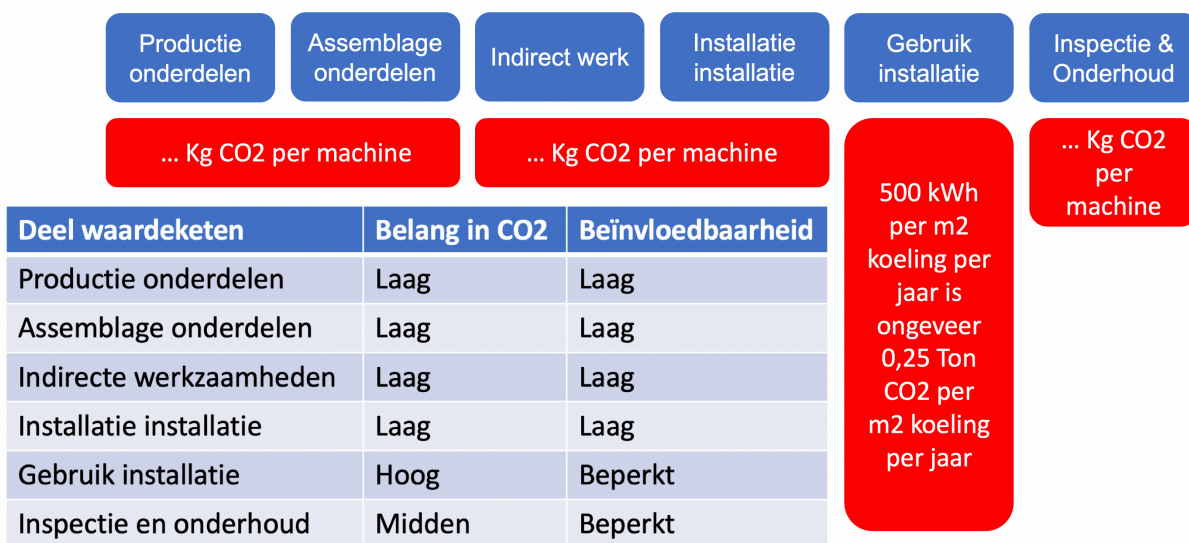 Productie
onderdelen
Assemblage
onderdelen
Indirect werk
Installatie
installatie
Gebruik
installatie
Inspectie &
Onderhoud
... Kg CO2 per machine
... Kg CO2 per machine
500 kWh
per m2
koeling per
jaar is
ongeveer
0,25 Ton
CO2 per
m2 koeling
per jaar
... Kg CO2
per
machine
Deel waardeketen Belang in CO2 Beïnvloedbaarheid
Productie onderdelen Laag Laag
Assemblage onderdelen Laag Laag
Indirecte werkzaamheden Laag Laag
Installatie installatie Laag Laag
Gebruik installatie Hoog Beperkt
Inspectie en onderhoud Midden Beperkt